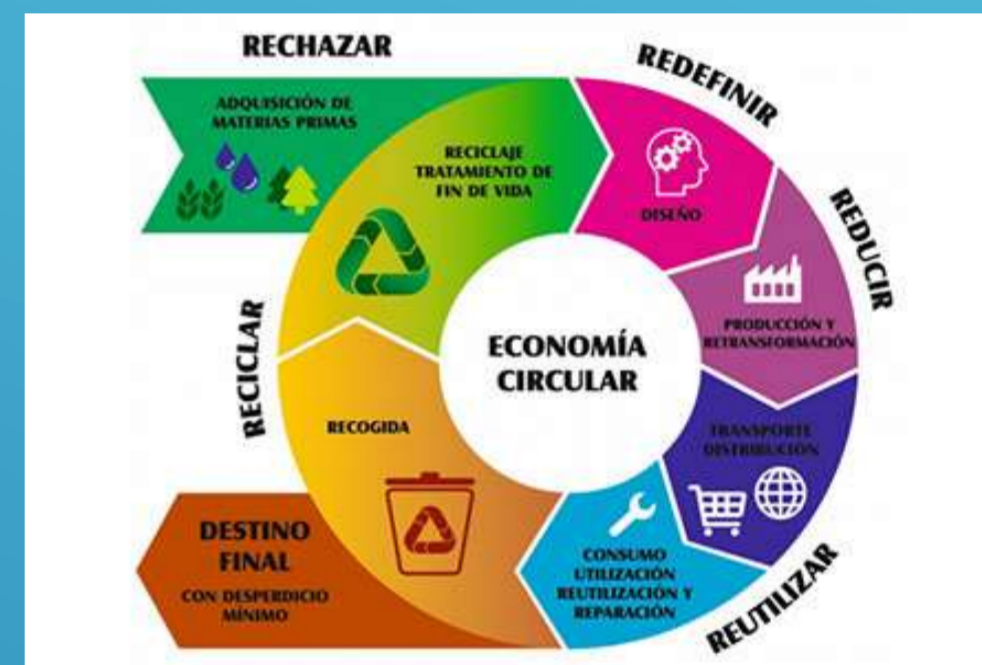 RECHAZAR
ADQUISICIÓN DE
MATERIAS PRIMAS
RECICLAJE
TRATAMIENTO DE
FIN DE VIDA
REDEFINIR
DISEÑO
REDUCIR
PRODUCCIÓN Y
RETRANSFORMACIÓN
ECONOMÍA
CIRCULAR
TRANSPORTE
DISTRIBUCIÓN
REUTILIZAR
CONSUMO
UTILIZACIÓN
REUTILIZACIÓN Y
REPARACIÓN
RECICLAR
RECOGIDA
DESTINO
FINAL
CON DESPERDICIO
MÍNIMO